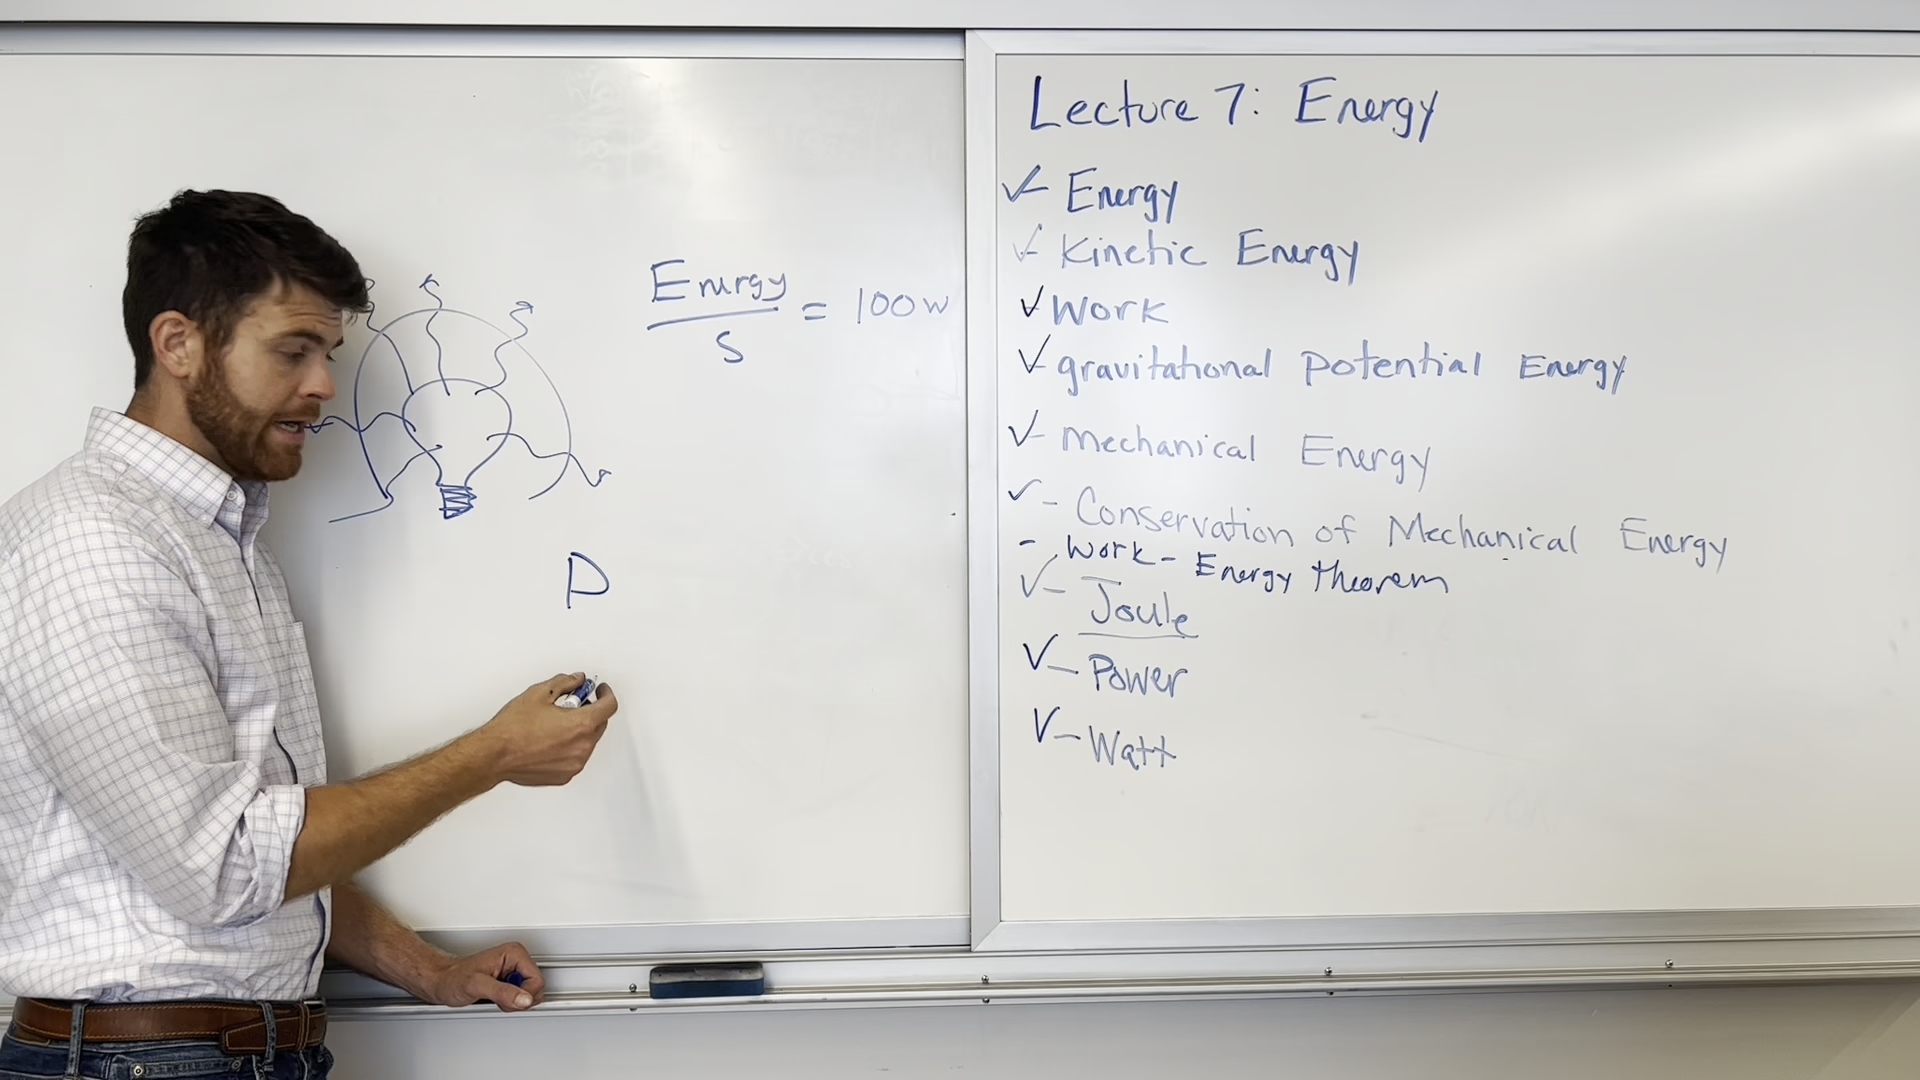 Energy
S
= 100w
P
Lecture 7: Energy
✓- Energy
✓- Kinetic Energy
✓ Work
✓ gravitational potential Energy
✓- Mechanical Energy
✓- Conservation of Mechanical Energy
- Work - Energy theorem
✓- Joule
✓- Power
✓- Watt